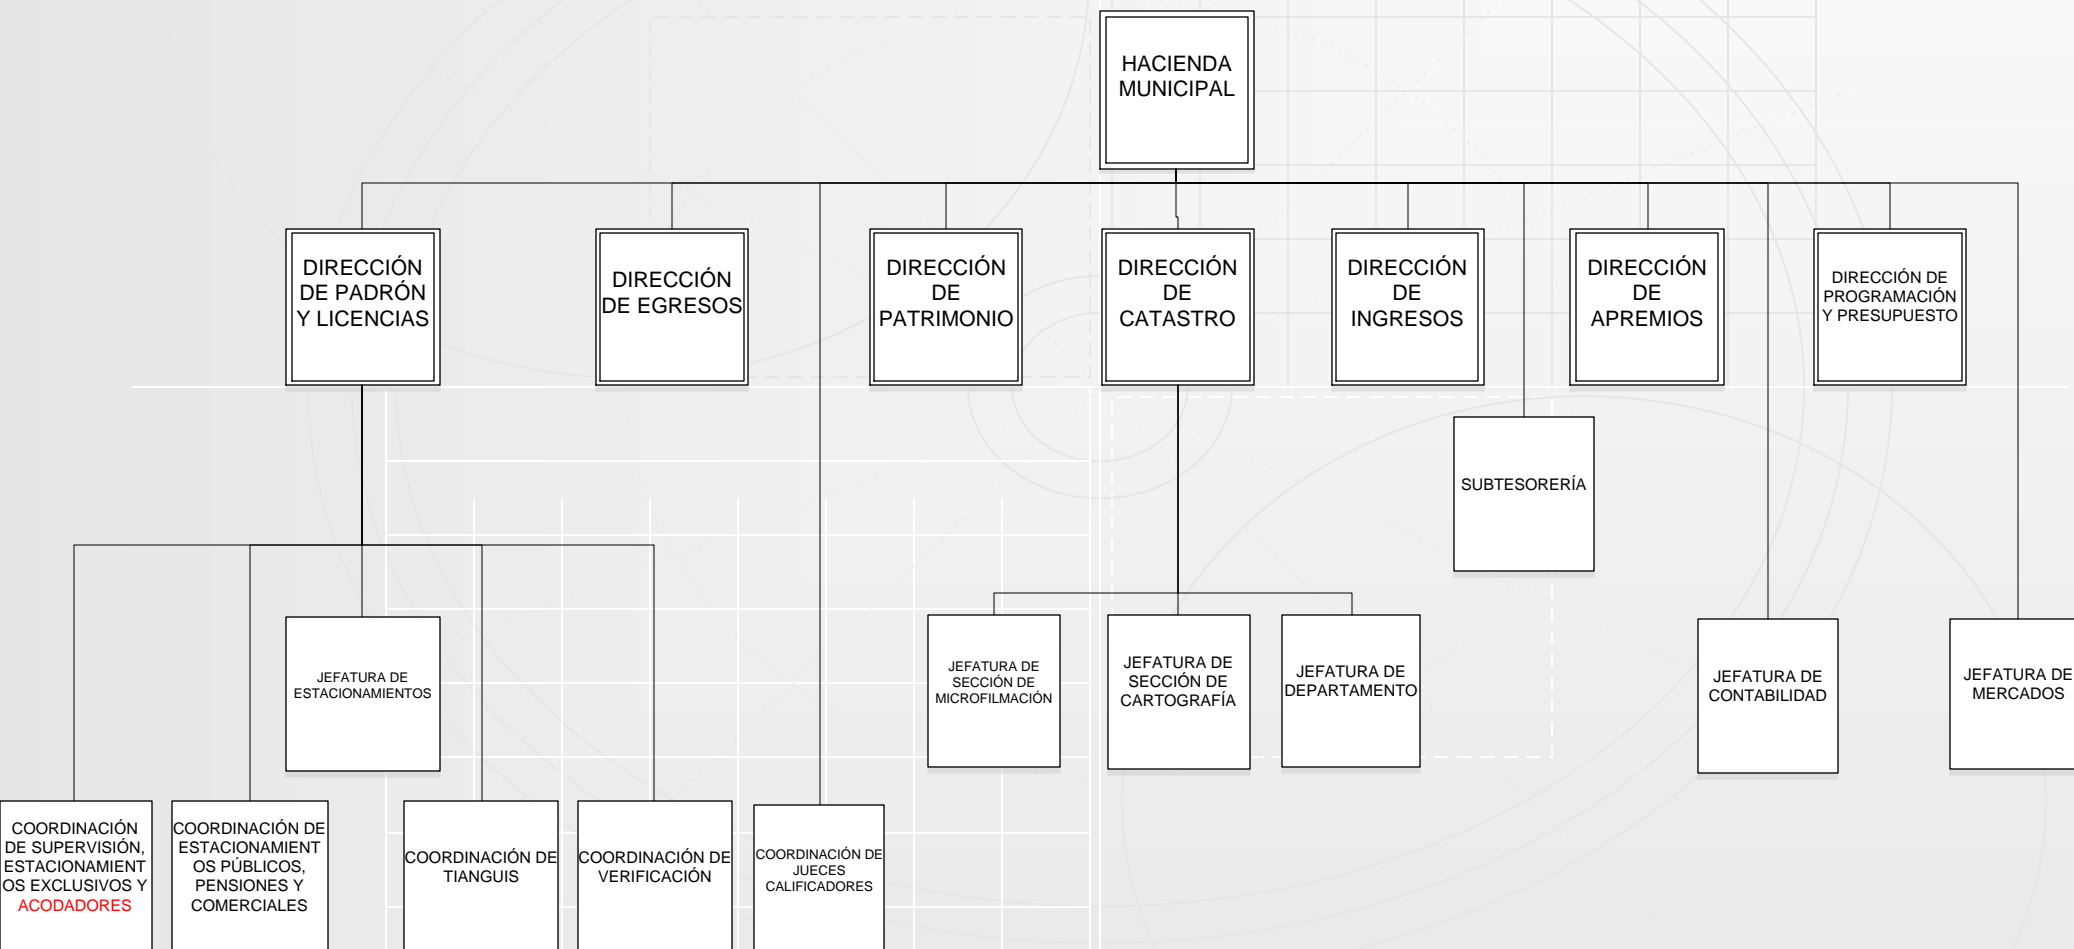 HACIENDA
MUNICIPAL
DIRECCIÓN
DE PADRÓN
Y LICENCIAS
DIRECCIÓN
DE EGRESOS
DIRECCIÓN
DE
PATRIMONIO
DIRECCIÓN
DE
CATASTRO
DIRECCIÓN
DE
INGRESOS
DIRECCIÓN
DE
APREMIOS
DIRECCIÓN DE
PROGRAMACIÓN
Y PRESUPUESTO
SUBTESORERÍA
JEFATURA DE
ESTACIONAMIENTOS
JEFATURA DE
SECCIÓN DE
MICROFILMACIÓN
JEFATURA DE
SECCIÓN DE
CARTOGRAFÍA
JEFATURA DE
DEPARTAMENTO
JEFATURA DE
CONTABILIDAD
JEFATURA DE
MERCADOS
COORDINACIÓN
DE SUPERVISIÓN,
ESTACIONAMIENT
OS EXCLUSIVOS Y
ACODADORES
COORDINACIÓN DE
ESTACIONAMIENT
OS PÚBLICOS,
PENSIONES Y
COMERCIALES
COORDINACIÓN DE
TIANGUIS
COORDINACIÓN DE
VERIFICACIÓN
COORDINACIÓN DE
JUECES
CALIFICADORES